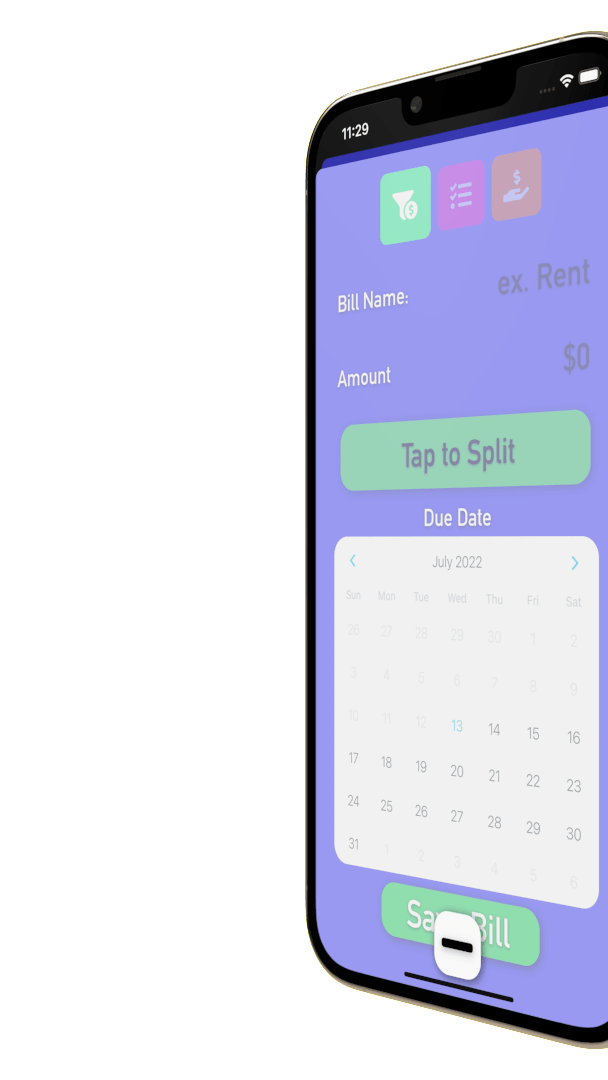 11:29
ex. Rent
Bill Name:
$0
Amount
Tap to Split
Due Date
July 2022
Sun Mon Tue Wed Thu Fri Sat
26 27 28 29 30 1 2
3 4 5 6 7 8 9
10 11 12 13 14 15 16
17 18 19 20 21 22 23
24 25 26 27 28 29 30
31 1 2 3 4 5 6
Save Bill